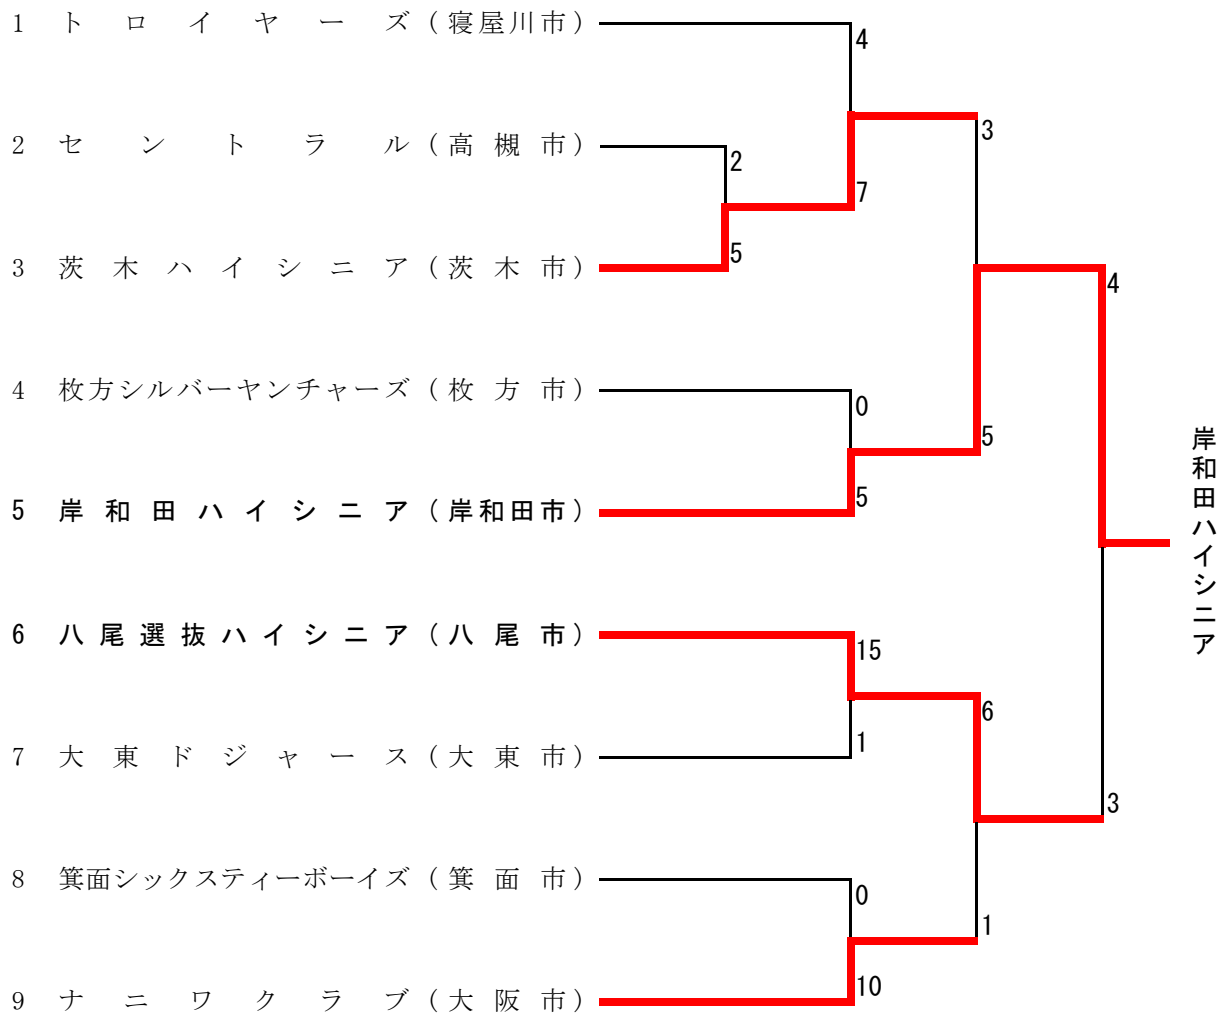 1 トロイヤーズ（寝屋川市）
4
3
2 セントラル（高槻市）
2
7
5
3 茨木ハイシニア（茨木市）
4
4 枚方シルバーヤンチャーズ（枚方市）
0
5
5
5 岸和田ハイシニア（岸和田市）
岸和田ハイシニア
6 八尾選抜ハイシニア（八尾市）
15
6
1
7 大東ドジャース（大東市）
3
8 箕面シックスティーボーイズ（箕面市）
0
1
10
9 ナニワクラブ（大阪市）